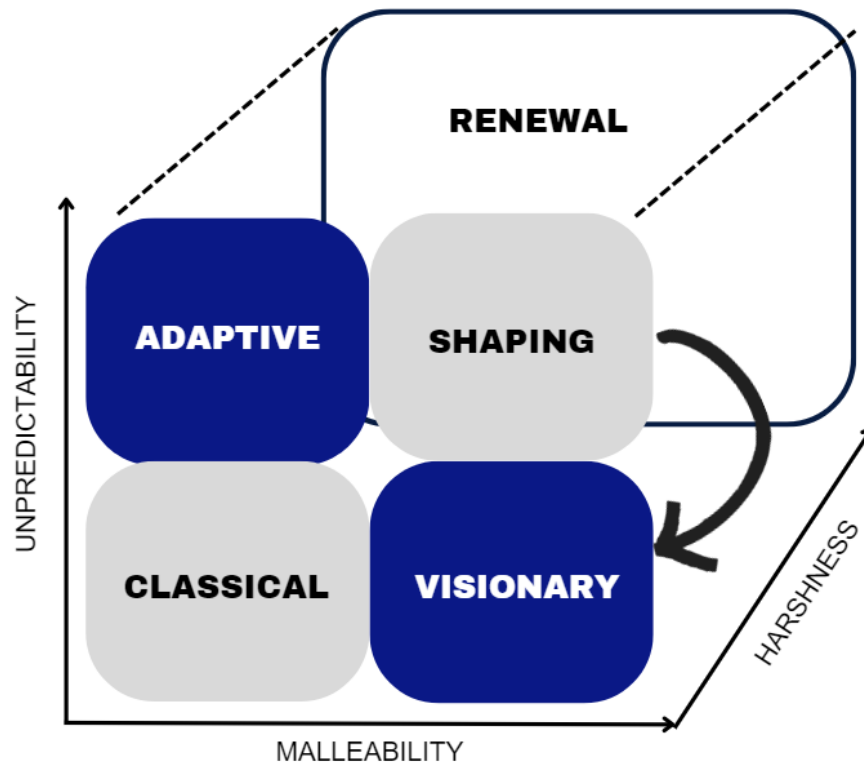 RENEWAL
ADAPTIVE
SHAPING
UNPREDICTABILITY
CLASSICAL
VISIONARY
HARSHNESS
MALLEABILITY